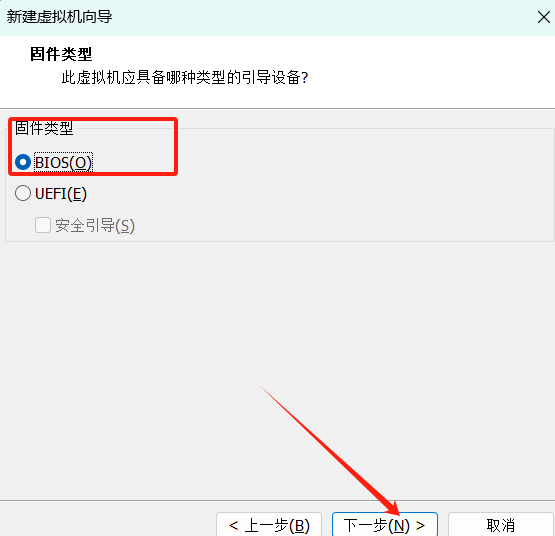 新建虚拟机向导
固件类型
此虚拟机应具备哪种类型的引导设备?
固件类型
BIOS(O)
UEFI(E)
安全引导(S)
< 上一步(B) 下一步(N) > 取消